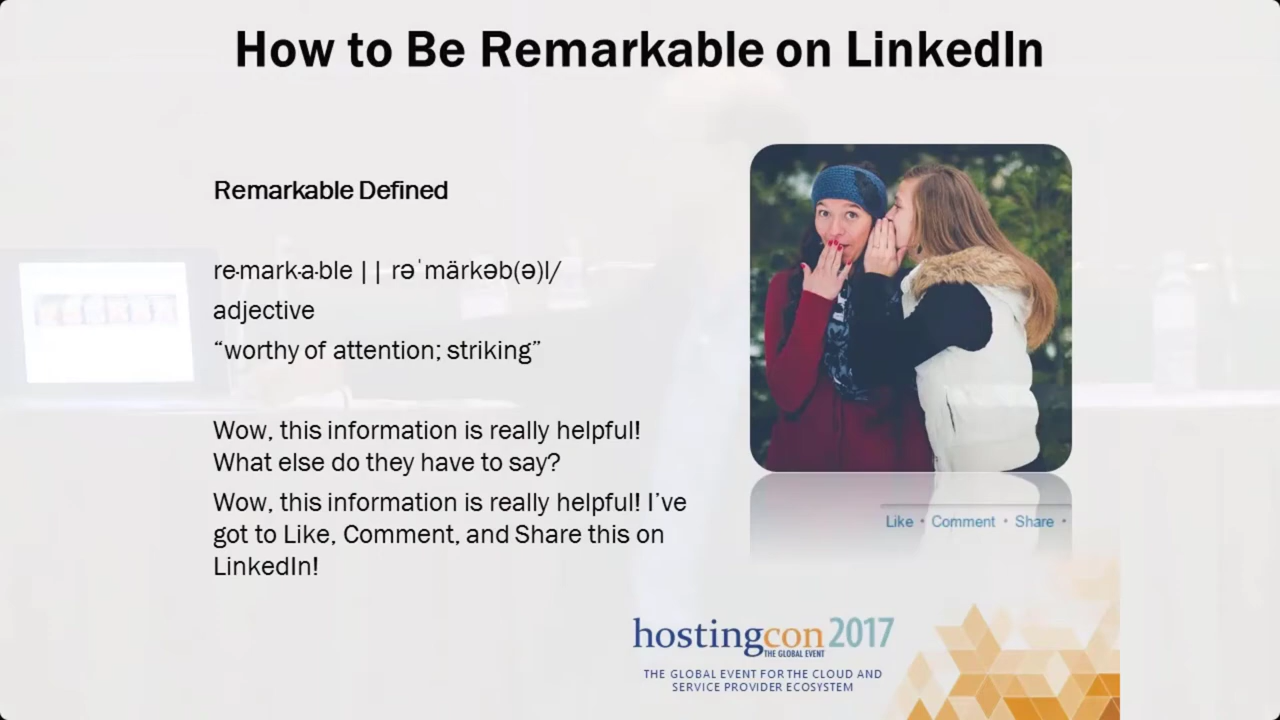 How to Be Remarkable on LinkedIn
Remarkable Defined
re·mark·a·ble || rəˈmärkəb(ə)l/
adjective
“worthy of attention; striking”
Wow, this information is really helpful!
What else do they have to say?
Wow, this information is really helpful! I’ve
got to Like, Comment, and Share this on
LinkedIn!
Like · Comment · Share ·
hostingcon 2017
THE GLOBAL EVENT
THE GLOBAL EVENT FOR THE CLOUD AND
SERVICE PROVIDER ECOSYSTEM